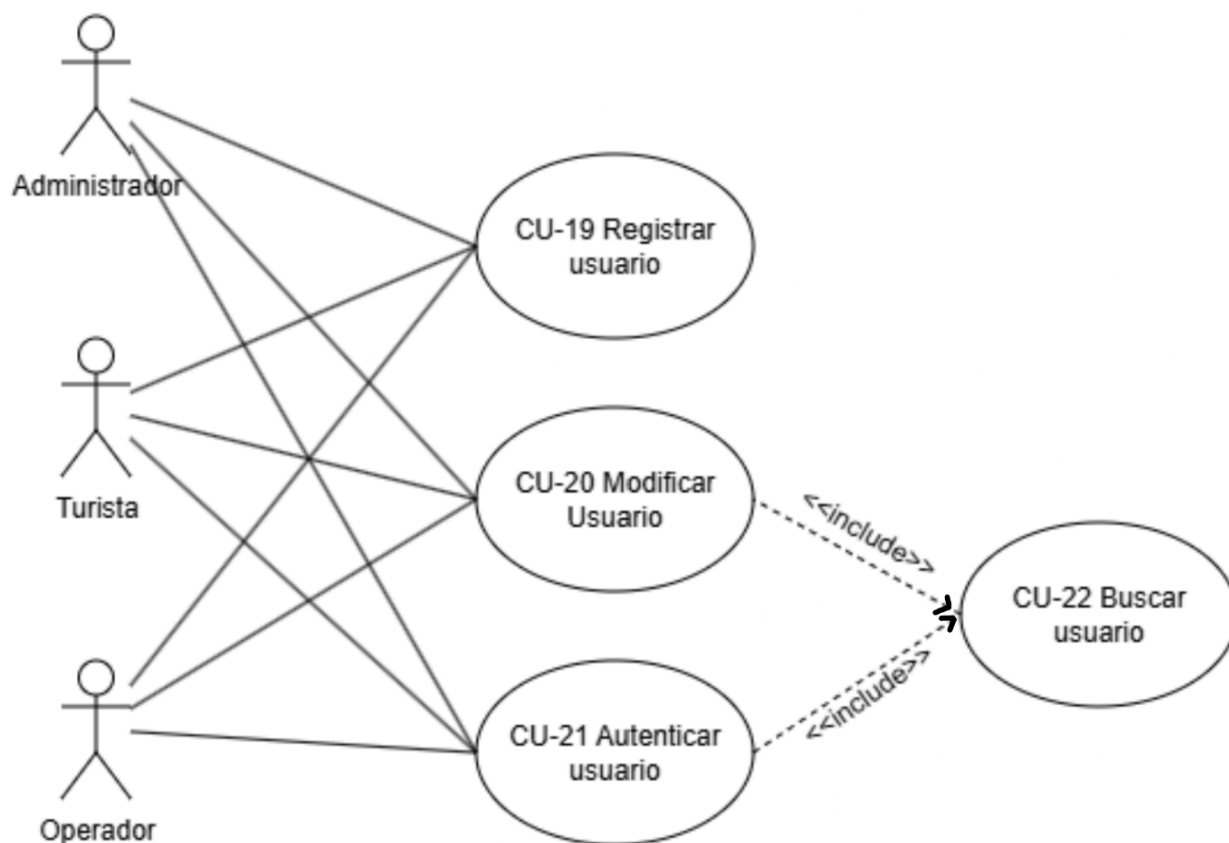 Administrador
CU-19 Registrar
usuario
Turista
CU-20 Modificar
Usuario
<<include>>
CU-22 Buscar
usuario
<<include>>
CU-21 Autenticar
usuario
Operador